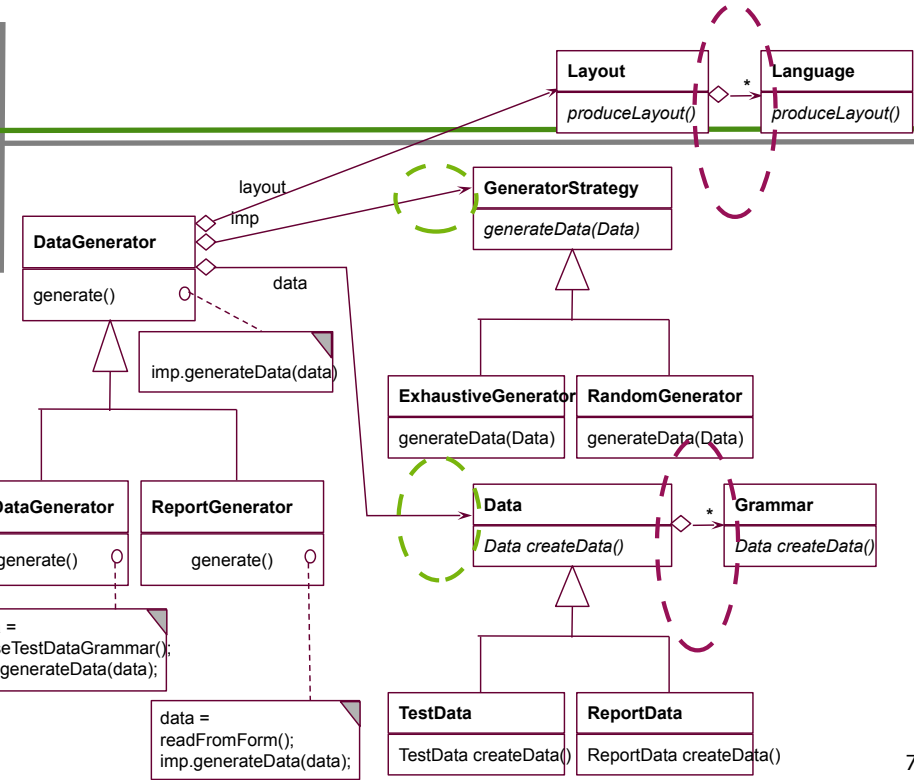 Layout
produceLayout()
*
Language
produceLayout()
layout
imp
GeneratorStrategy
generateData(Data)
DataGenerator
generate()
data
imp.generateData(data)
ExhaustiveGenerator
generateData(Data)
RandomGenerator
generateData(Data)
DataGenerator
generate()
ReportGenerator
generate()
Data
Data createData()
*
Grammar
Data createData()
=
eTestDataGrammar();
generateData(data);
data =
readFromForm();
imp.generateData(data);
TestData
TestData createData()
ReportData
ReportData createData()
7